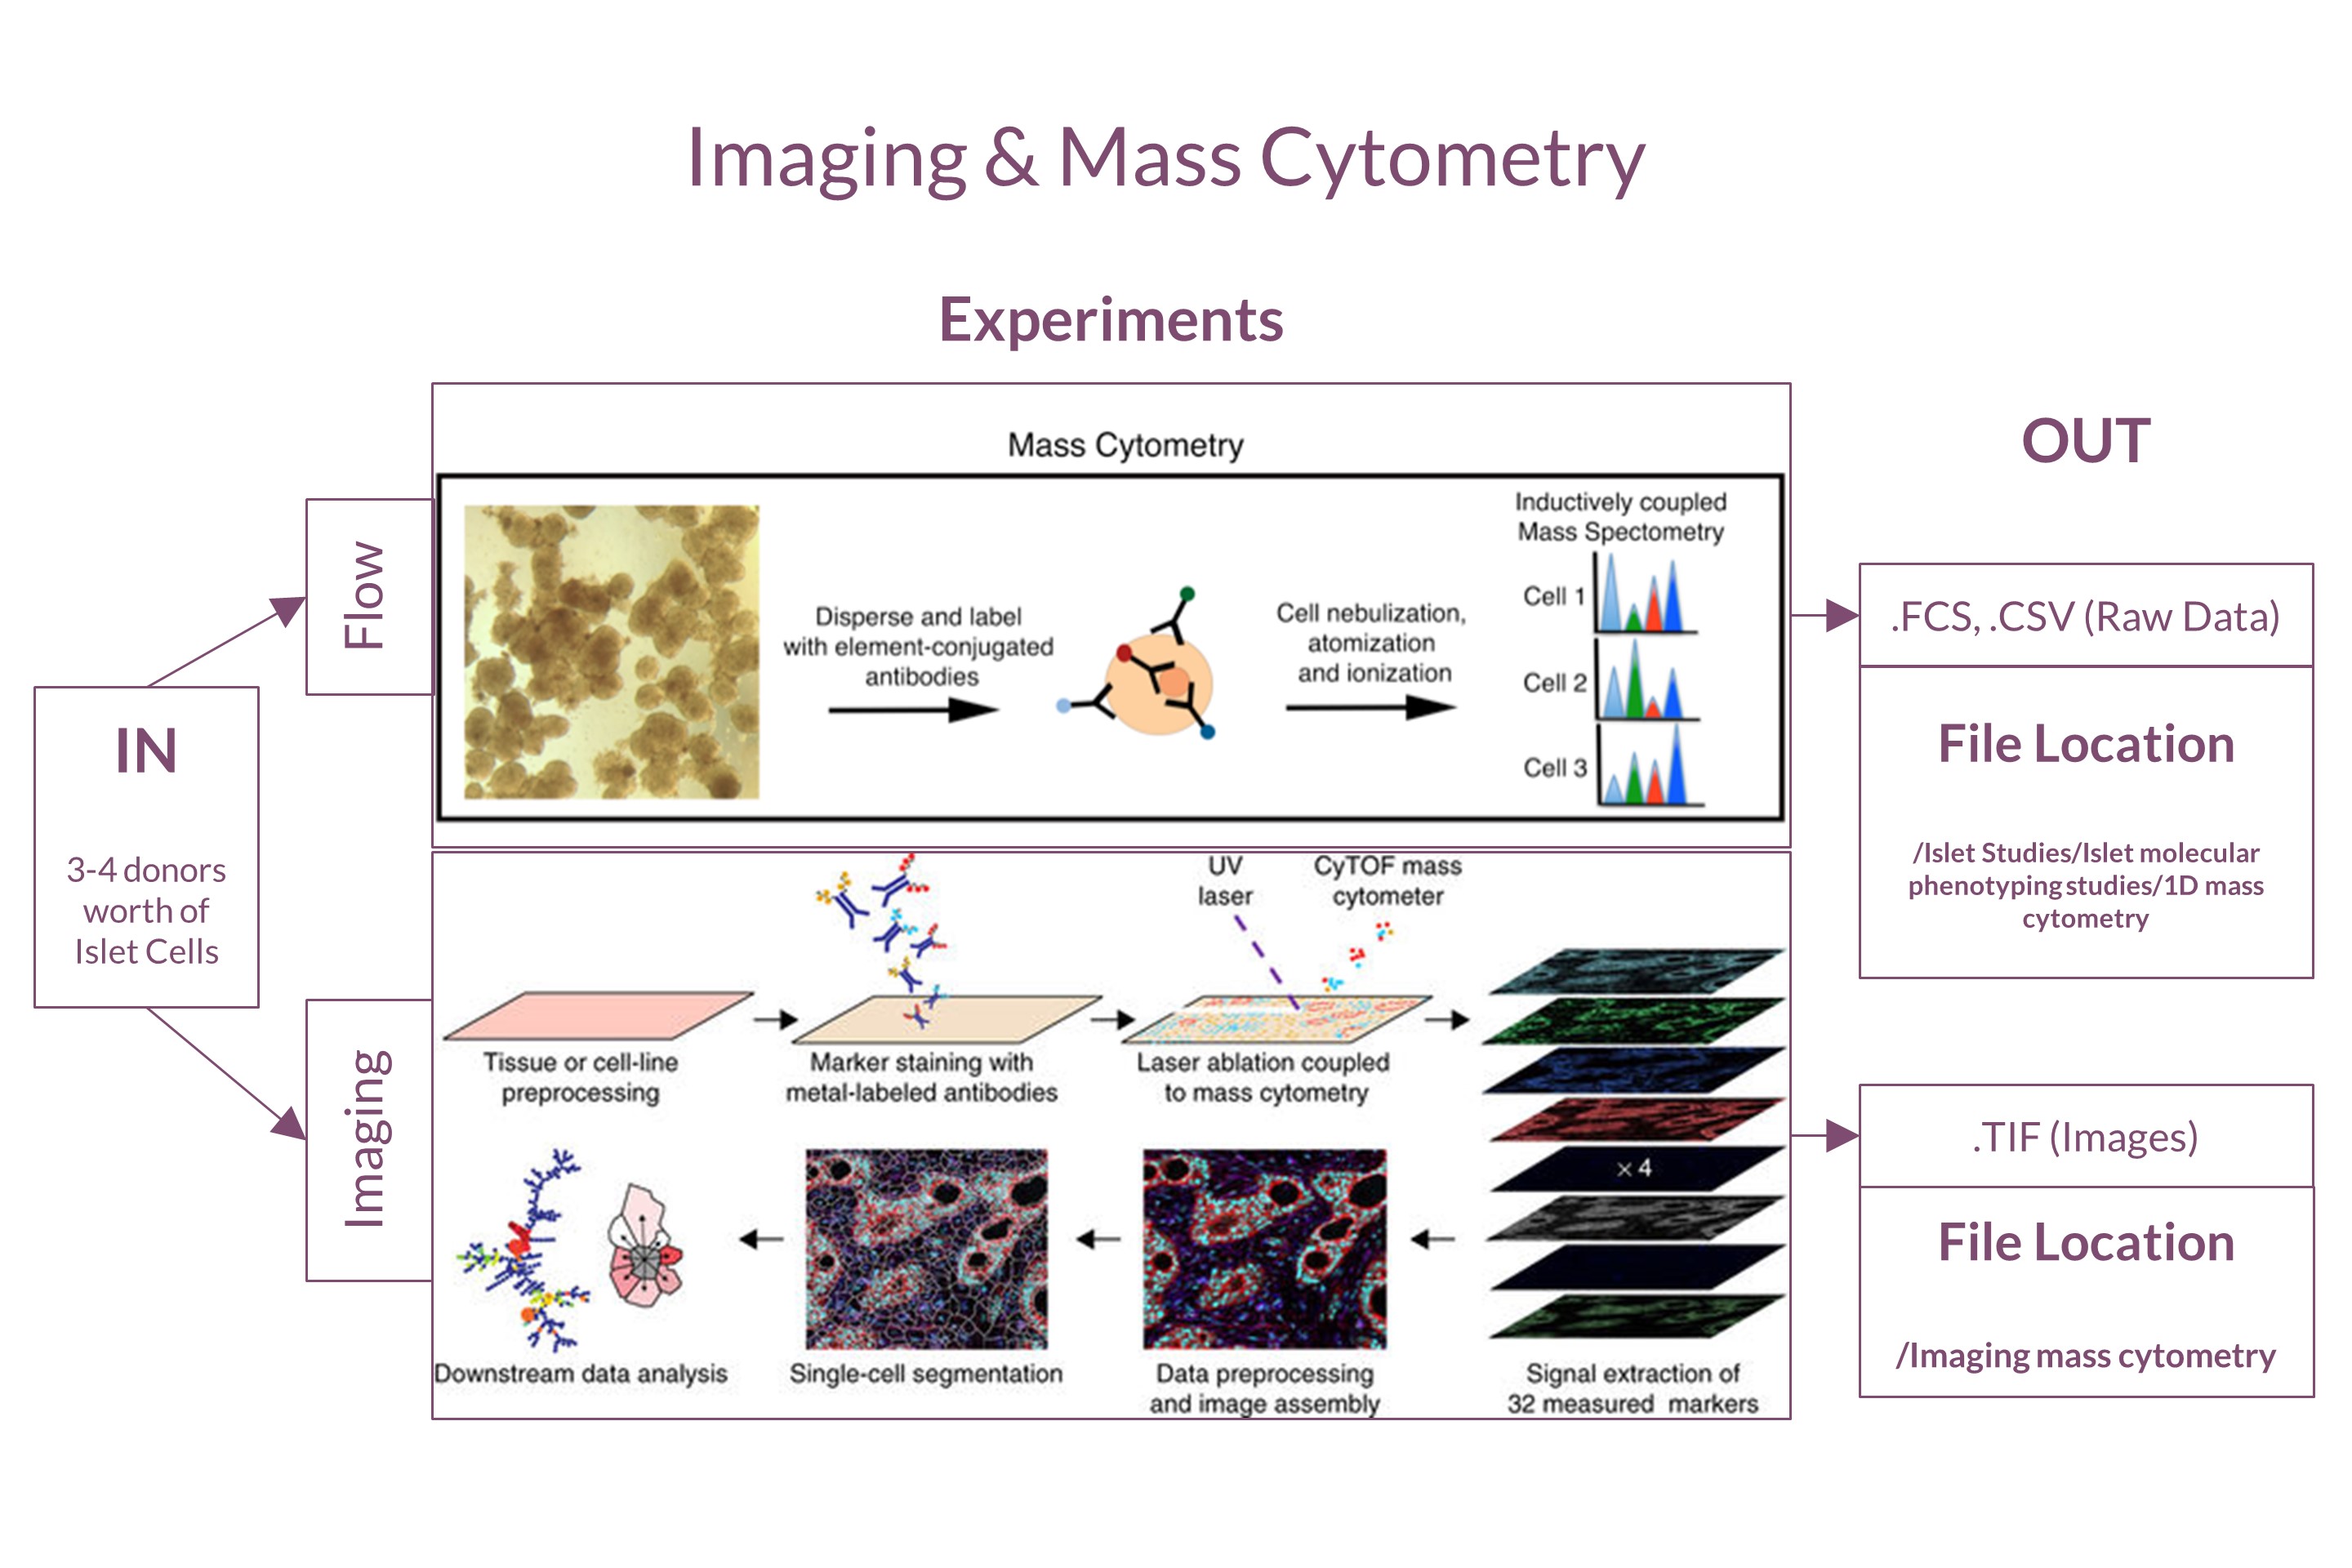 Imaging & Mass Cytometry
Experiments
IN
3-4 donors
worth of
Islet Cells
Flow
Mass Cytometry
Disperse and label
with element-conjugated
antibodies
Cell nebulization,
atomization
and ionization
Inductively coupled
Mass Spectometry
Cell 1
Cell 2
Cell 3
Imaging
UV
laser
CyTOF mass
cytometer
Tissue or cell-line
preprocessing
Marker staining with
metal-labeled antibodies
Laser ablation coupled
to mass cytometry
× 4
Downstream data analysis
Single-cell segmentation
Data preprocessing
and image assembly
Signal extraction of
32 measured markers
OUT
.FCS, .CSV (Raw Data)
File Location
/Islet Studies/Islet molecular
phenotyping studies/1D mass
cytometry
.TIF (Images)
File Location
/Imaging mass cytometry